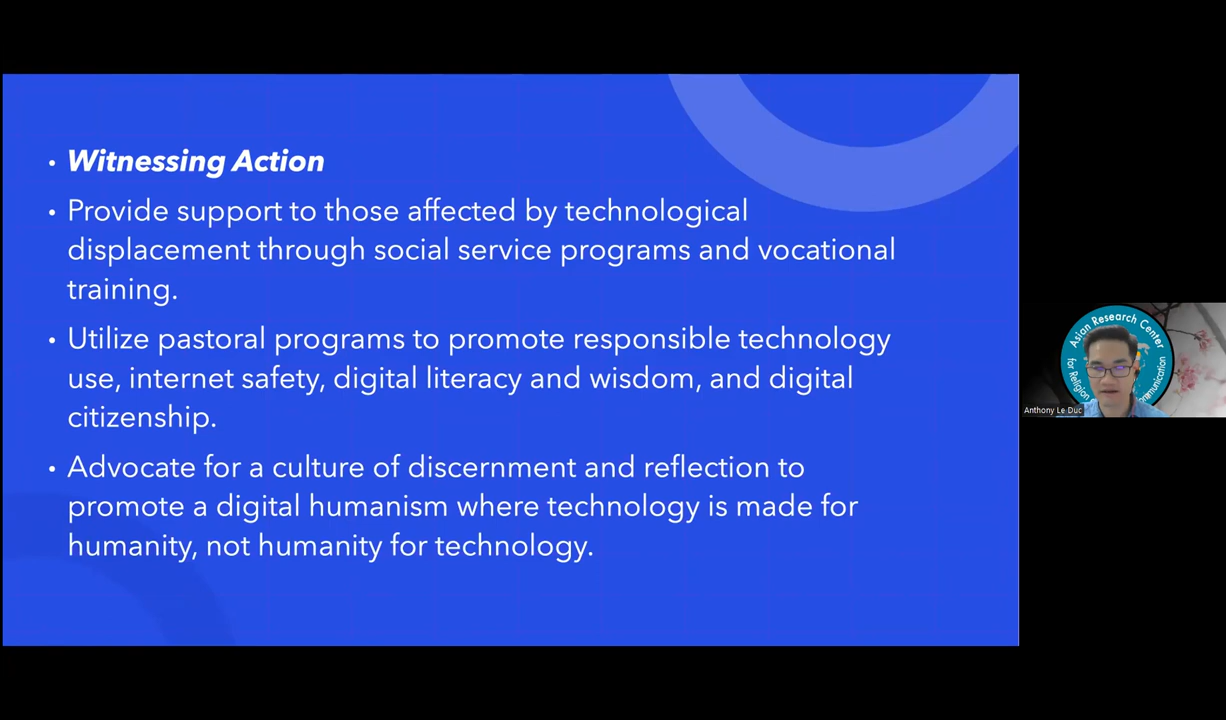 • Witnessing Action
• Provide support to those affected by technological
displacement through social service programs and vocational
training.
• Utilize pastoral programs to promote responsible technology
use, internet safety, digital literacy and wisdom, and digital
citizenship.
• Advocate for a culture of discernment and reflection to
promote a digital humanism where technology is made for
humanity, not humanity for technology.
Asian Research Center
for Religion
Communication
Anthony Le Duc